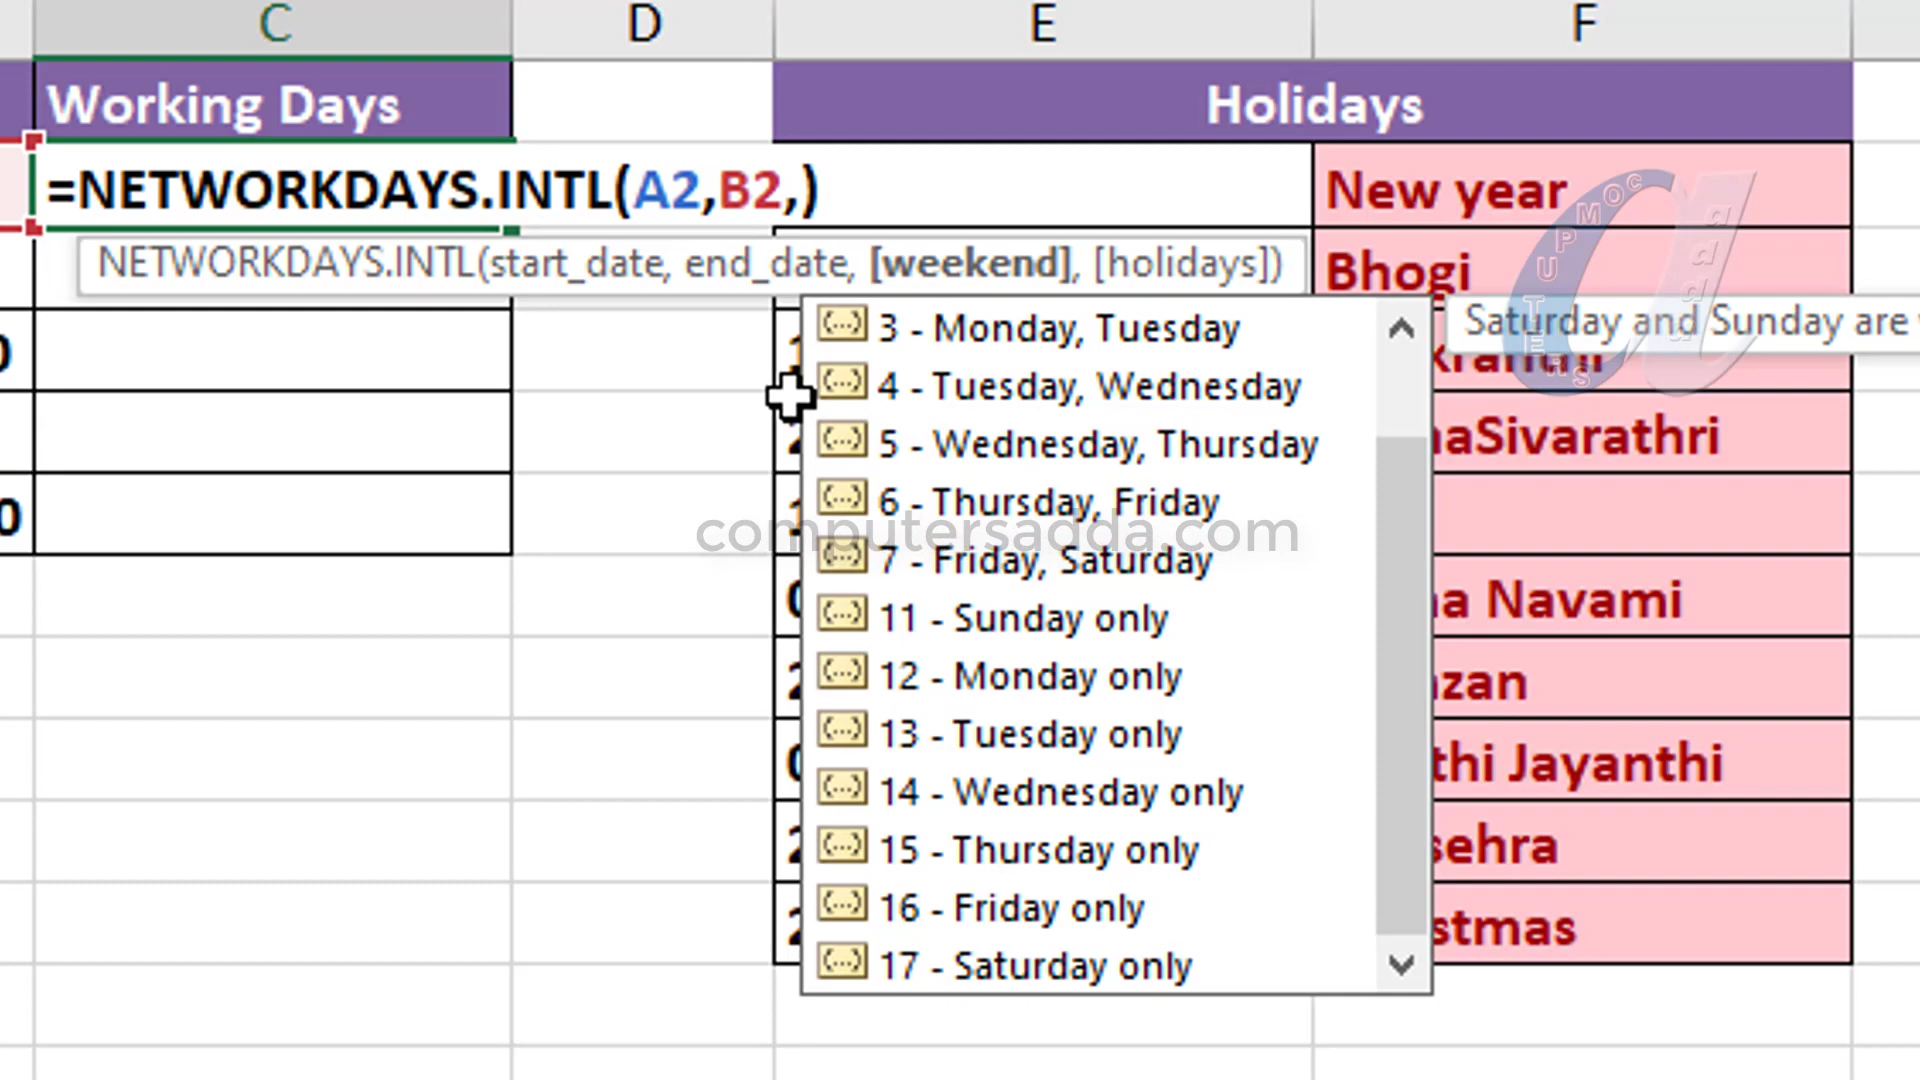 C D E F
Working Days
Holidays
=NETWORKDAYS.INTL(A2,B2,)
New year
NETWORKDAYS.INTL(start_date, end_date, [weekend], [holidays])
Bhogi
3 - Monday, Tuesday
Saturday and Sunday are
4 - Tuesday, Wednesday
5 - Wednesday, Thursday
aSivarathri
6 - Thursday, Friday
0
computersadda.com
7 - Friday, Saturday
a Navami
11 - Sunday only
12 - Monday only
zan
13 - Tuesday only
thi Jayanthi
14 - Wednesday only
15 - Thursday only
sehra
16 - Friday only
stmas
17 - Saturday only
COMPUTERS
adda